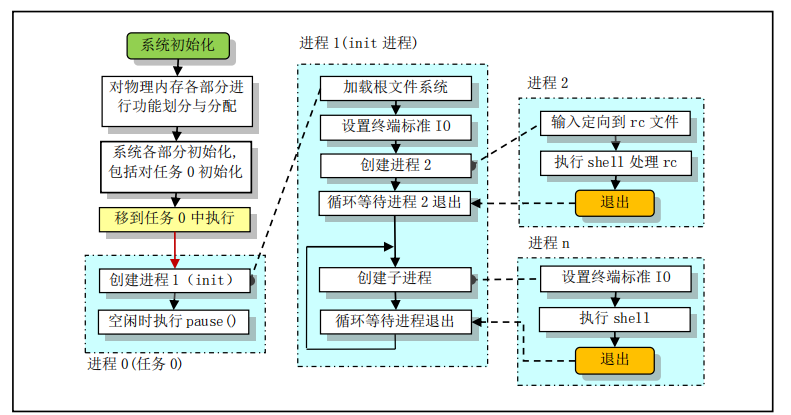 系统初始化
对物理内存各部分进
行功能划分与分配
系统各部分初始化，
包括对任务 0 初始化
移到任务 0 中执行
创建进程 1（init）
空闲时执行 pause()
进程 0(任务 0)
进程 1(init 进程)
加载根文件系统
设置终端标准 IO
创建进程 2
循环等待进程 2 退出
创建子进程
循环等待进程退出
进程 2
输入定向到 rc 文件
执行 shell 处理 rc
退出
进程 n
设置终端标准 IO
执行 shell
退出